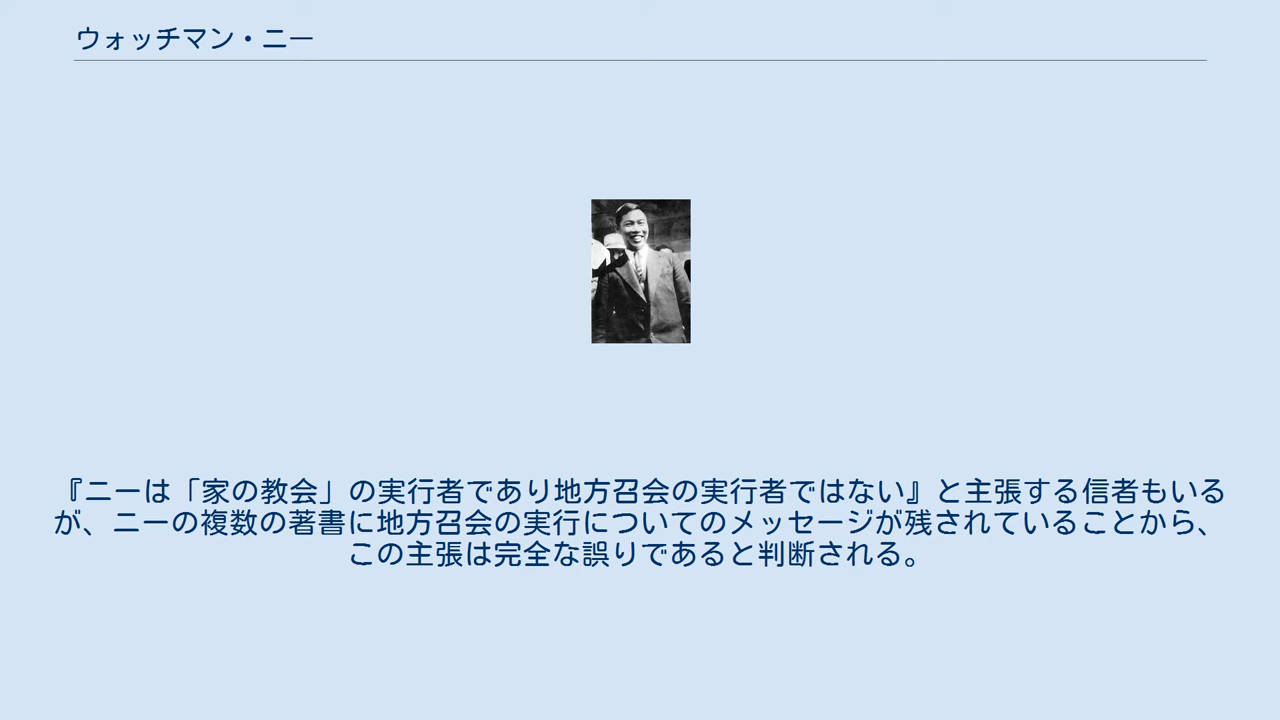 ウォッチマン・ニー
『ニーは「家の教会」の実行者であり地方召会の実行者ではない』と主張する信者もいる
が、ニーの複数の著書に地方召会の実行についてのメッセージが残されていることから、
この主張は完全な誤りであると判断される。